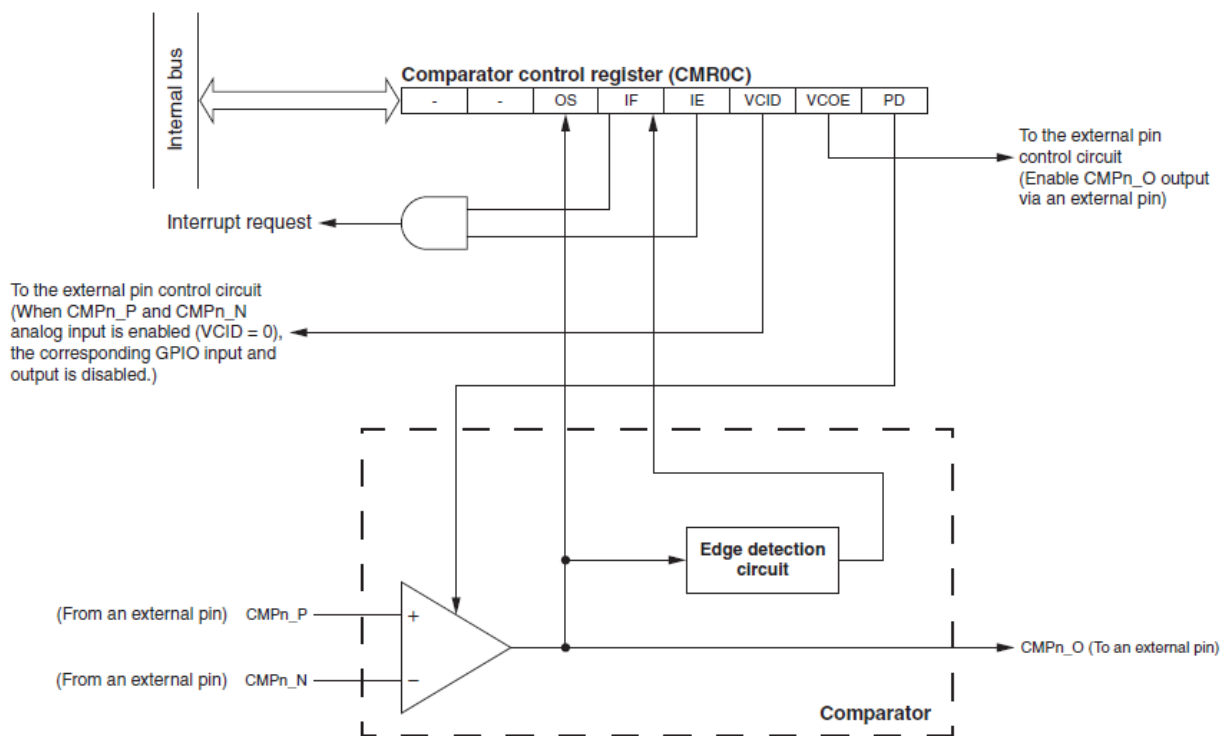 Internal bus
Comparator control register (CMR0C)
- - OS IF IE VCID VCOE PD
To the external pin
control circuit
(Enable CMPn_O output
via an external pin)
Interrupt request
To the external pin control circuit
(When CMPn_P and CMPn_N
analog input is enabled (VCID = 0),
the corresponding GPIO input and
output is disabled.)
Edge detection
circuit
(From an external pin) CMPn_P
+
CMPn_O (To an external pin)
(From an external pin) CMPn_N
−
Comparator